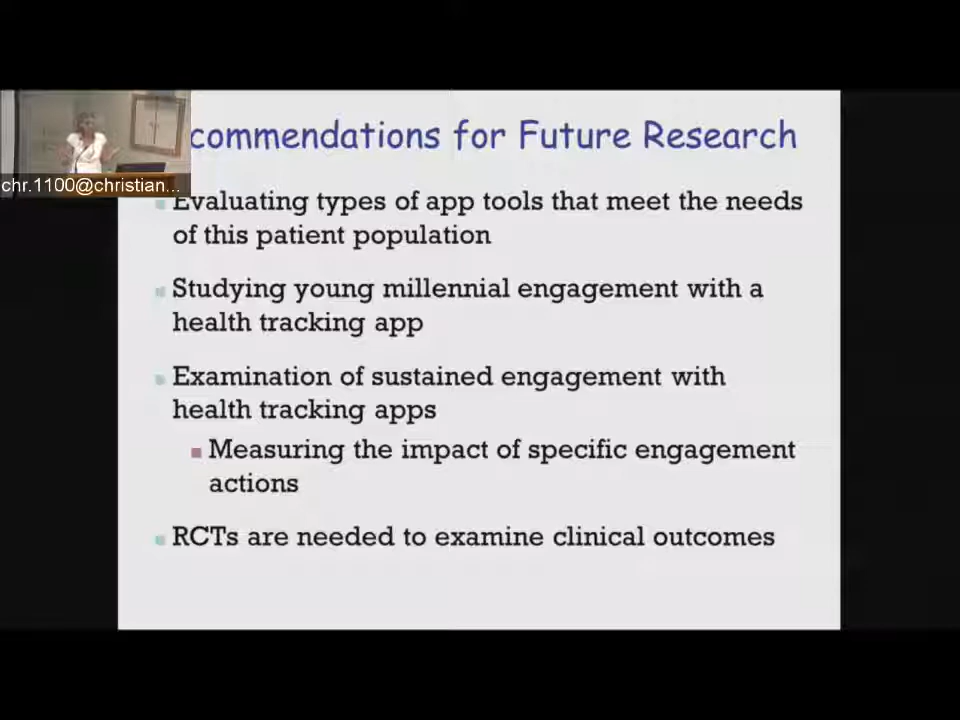 commendations for Future Research
chr.1100@christian...
Evaluating types of app tools that meet the needs
of this patient population
Studying young millennial engagement with a
health tracking app
Examination of sustained engagement with
health tracking apps
Measuring the impact of specific engagement
actions
RCTs are needed to examine clinical outcomes